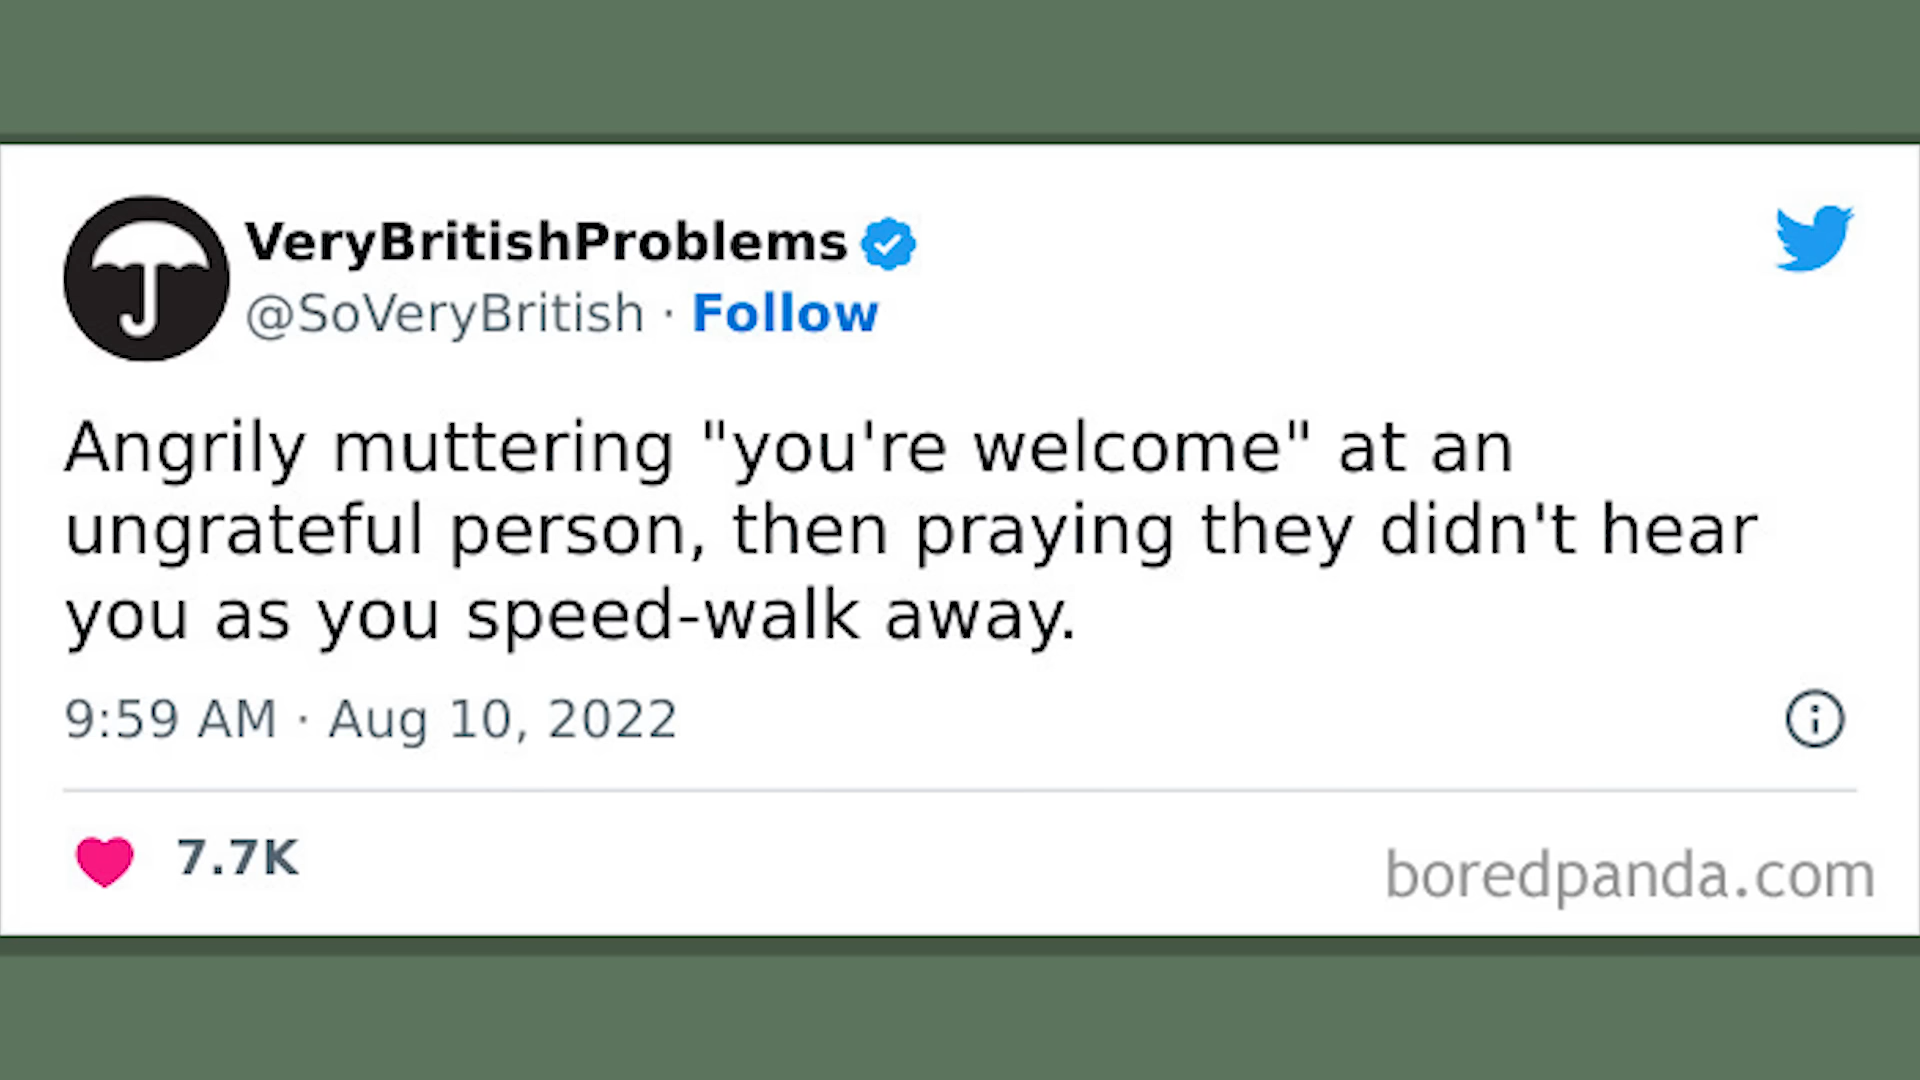 VeryBritishProblems
@SoVeryBritish · Follow
Angrily muttering "you're welcome" at an
ungrateful person, then praying they didn't hear
you as you speed-walk away.
9:59 AM · Aug 10, 2022
7.7K
boredpanda.com